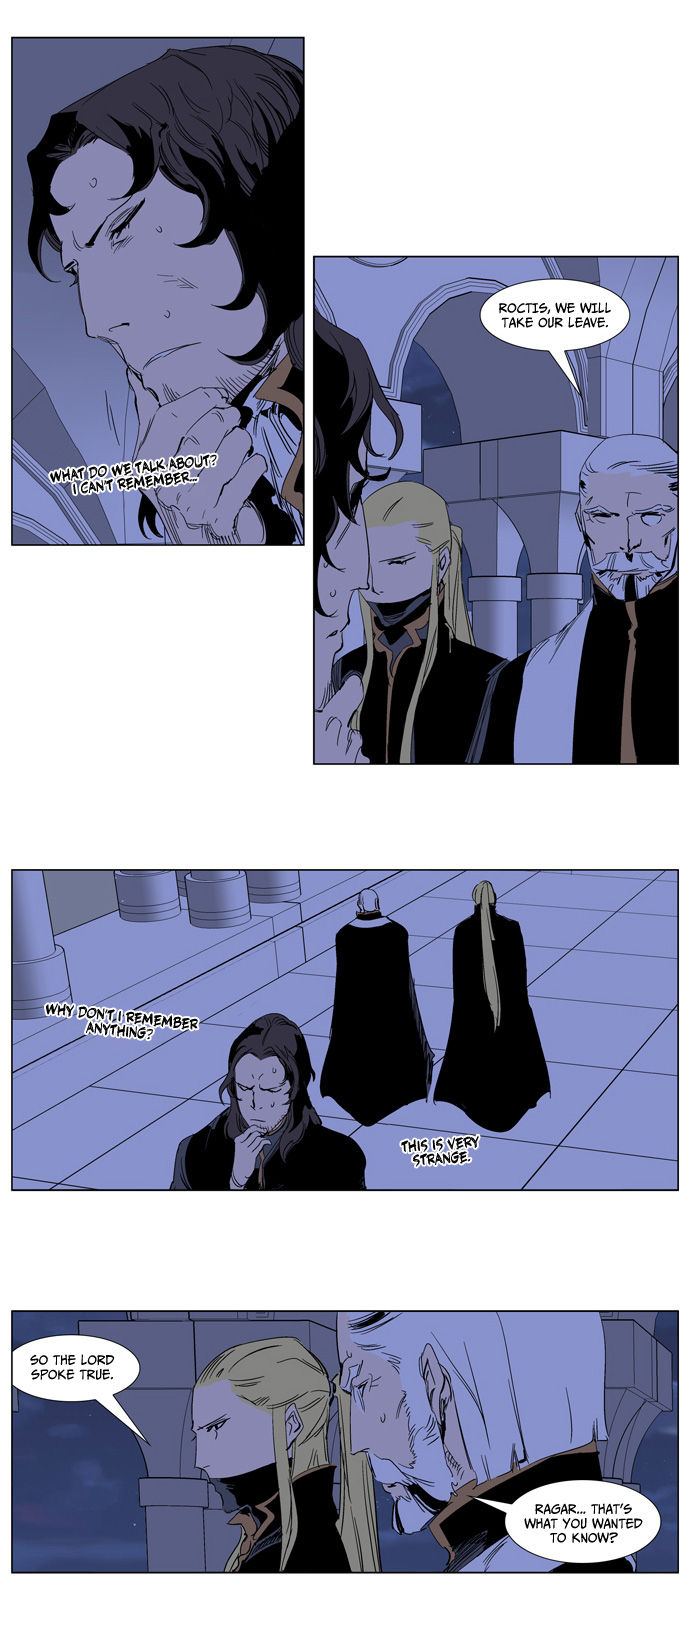 WHAT DO WE TALK ABOUT?
I CAN'T REMEMBER...
ROCTIS, WE WILL
TAKE OUR LEAVE.
WHY DON'T I REMEMBER
ANYTHING?
THIS IS VERY
STRANGE.
SO THE LORD
SPOKE TRUE.
RAGAR... THAT'S
WHAT YOU WANTED
TO KNOW?